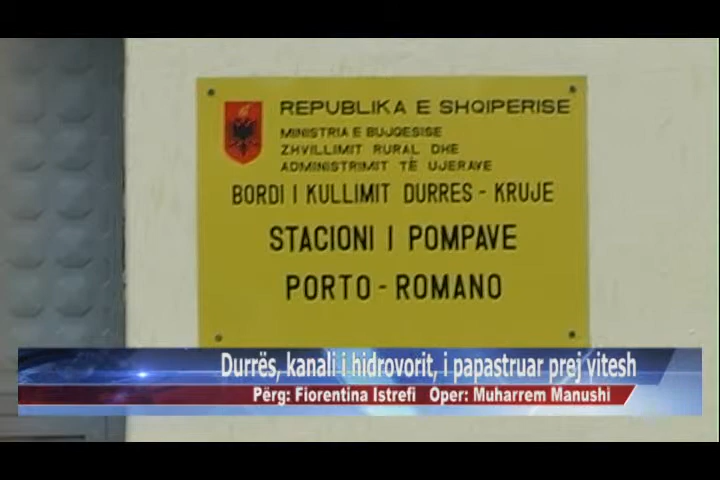 REPUBLIKA E SHQIPERISE
MINISTRIA E BUJQESISE
ZHVILLIMIT RURAL DHE
ADMINISTRIMIT TË UJERAVE
BORDI I KULLIMIT DURRES - KRUJE
STACIONI I POMPAVE
PORTO - ROMANO
Durrës, kanali i hidrovorit, i papastruar prej vitesh
Përg: Fiorentina Istrefi Oper: Muharrem Manushi